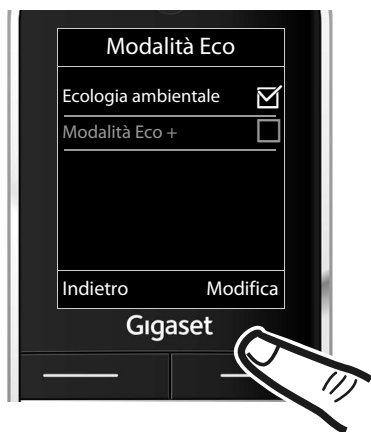 Modalità Eco
Ecologia ambientale
Modalità Eco +
Indietro Modifica
Gigaset